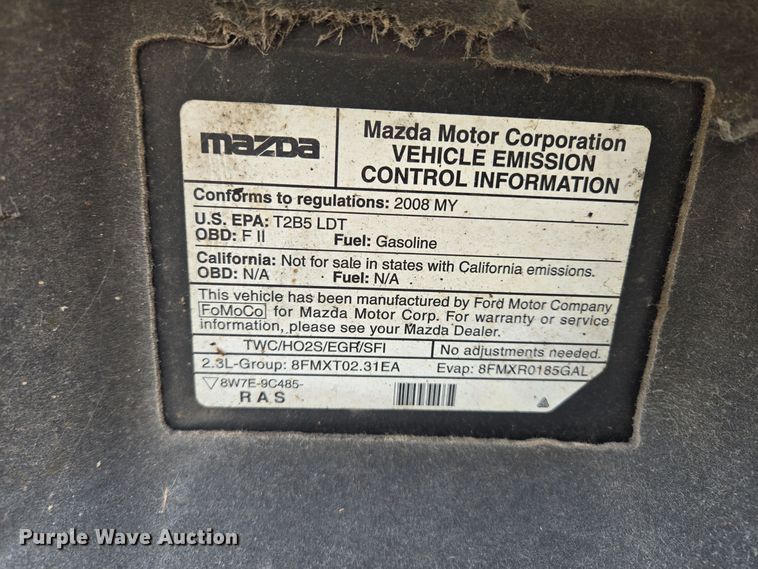 mazda
Mazda Motor Corporation
VEHICLE EMISSION
CONTROL INFORMATION
Conforms to regulations: 2008 MY
U.S. EPA: T2B5 LDT
OBD: F II Fuel: Gasoline
California: Not for sale in states with California emissions.
OBD: N/A Fuel: N/A
This vehicle has been manufactured by Ford Motor Company
FoMoCo for Mazda Motor Corp. For warranty or service
information, please see your Mazda Dealer.
TWC/HO2S/EGR/SFI No adjustments needed.
2.3L-Group: 8FMXT02.31EA Evap: 8FMXR0185GAL
8W7E-9C485-
RAS
Purple Wave Auction